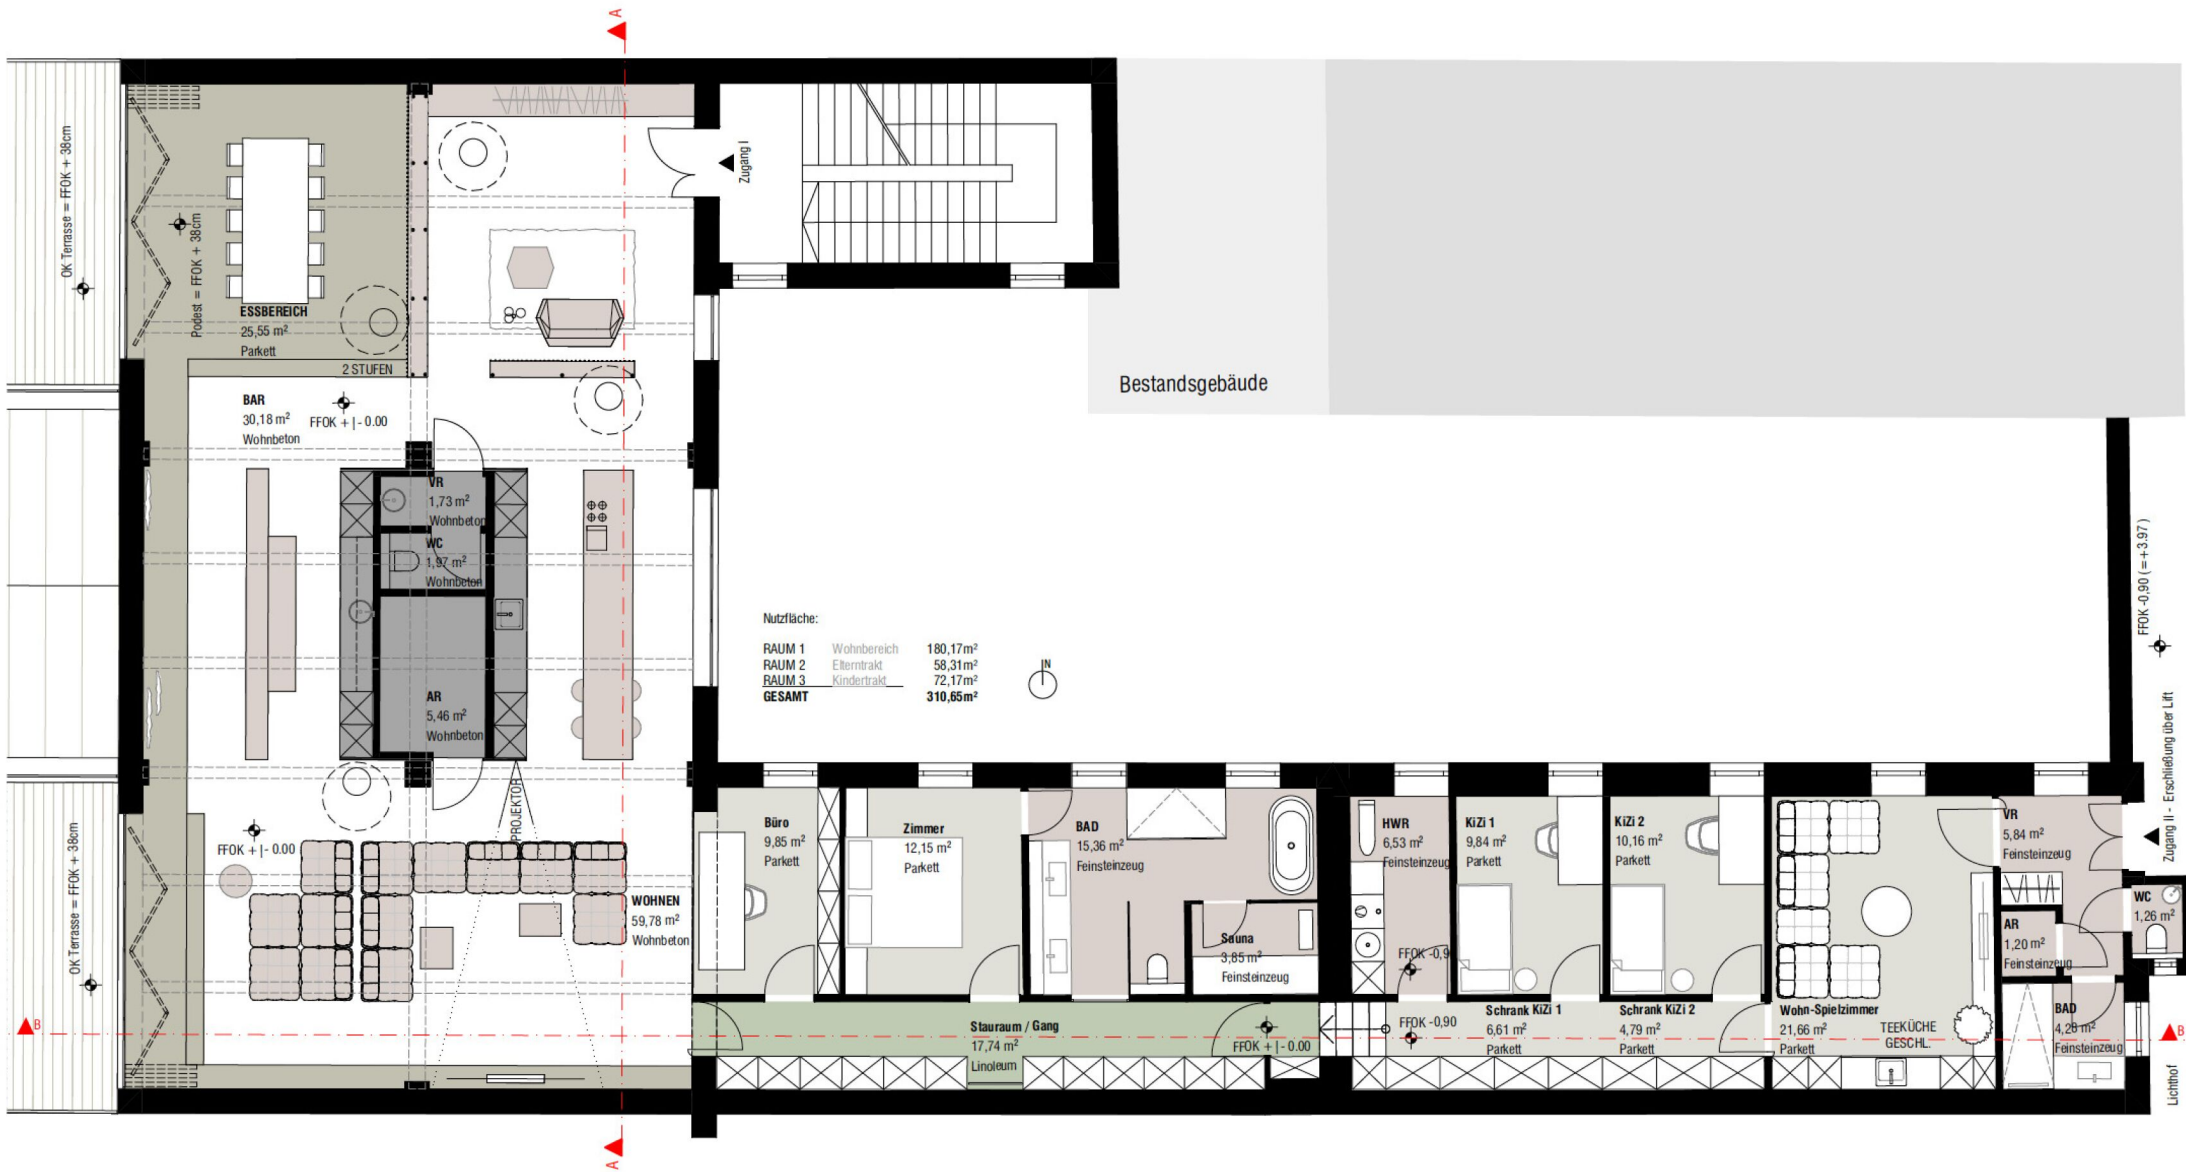 A
Zugang I
OK Terrasse = FFOK + 38cm
Podest = FFOK + 38cm
ESSBEREICH
25,55 m²
Parkett
2 STUFEN
BAR
30,18 m²
Wohnbeton
FFOK + | - 0.00
Bestandsgebäude
VR
1,73 m²
Wohnbeton
WC
1,97 m²
Wohnbeton
AR
5,46 m²
Wohnbeton
Nutzfläche:
RAUM 1 Wohnbereich 180,17m²
RAUM 2 Elterntrakt 58,31m²
RAUM 3 Kindertrakt 72,17m²
GESAMT 310,65m²
N
FFOK -0,90 (=+3.97)
Zugang II - Erschließung über Lift
PROJEKTOR
FFOK + | - 0.00
OK Terrasse = FFOK + 38cm
WOHNEN
59,78 m²
Wohnbeton
Büro
9,85 m²
Parkett
Zimmer
12,15 m²
Parkett
BAD
15,36 m²
Feinsteinzeug
Sauna
3,85 m²
Feinsteinzeug
HWR
6,53 m²
Feinsteinzeug
FFOK -0,9
KiZi 1
9,84 m²
Parkett
KiZi 2
10,16 m²
Parkett
VR
5,84 m²
Feinsteinzeug
WC
1,26 m²
AR
1,20 m²
Feinsteinzeug
BAD
4,28 m²
Feinsteinzeug
Stauraum / Gang
17,74 m²
Linoleum
FFOK + | - 0.00
FFOK -0,90
Schrank KiZi 1
6,61 m²
Parkett
Schrank KiZi 2
4,79 m²
Parkett
Wohn-Spielzimmer
21,66 m²
Parkett
TEEKÜCHE
GESCHL.
Lichthof
B
B
A